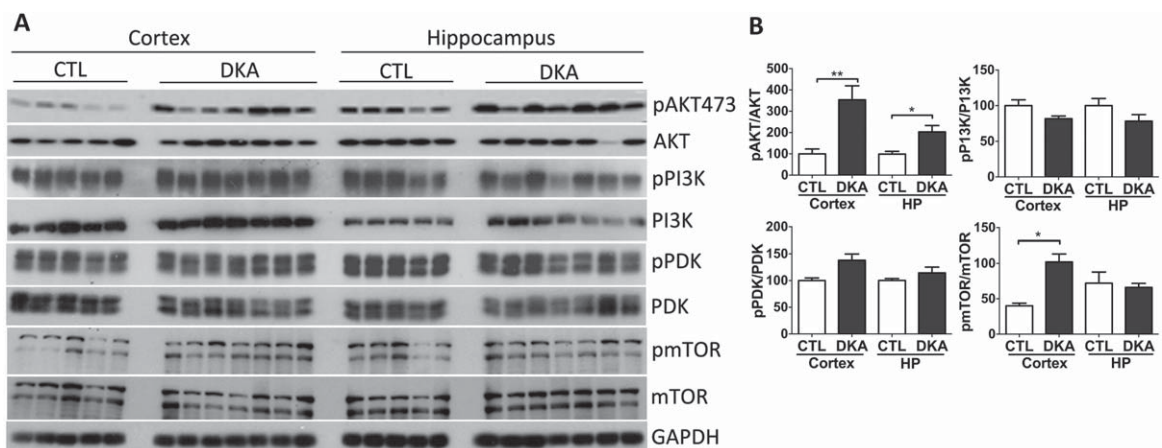 A
Cortex Hippocampus
CTL DKA CTL DKA
pAKT473
AKT
pPI3K
PI3K
pPDK
PDK
pmTOR
mTOR
GAPDH
B
pAKT/AKT
500
400
300
200
100
0
**
*
CTL DKA CTL DKA
Cortex HP
pP13K/P13K
150
100
50
0
CTL DKA CTL DKA
Cortex HP
pPDK/PDK
200
150
100
50
0
CTL DKA CTL DKA
Cortex HP
pmTOR/mTOR
150
100
50
0
*
CTL DKA CTL DKA
Cortex HP